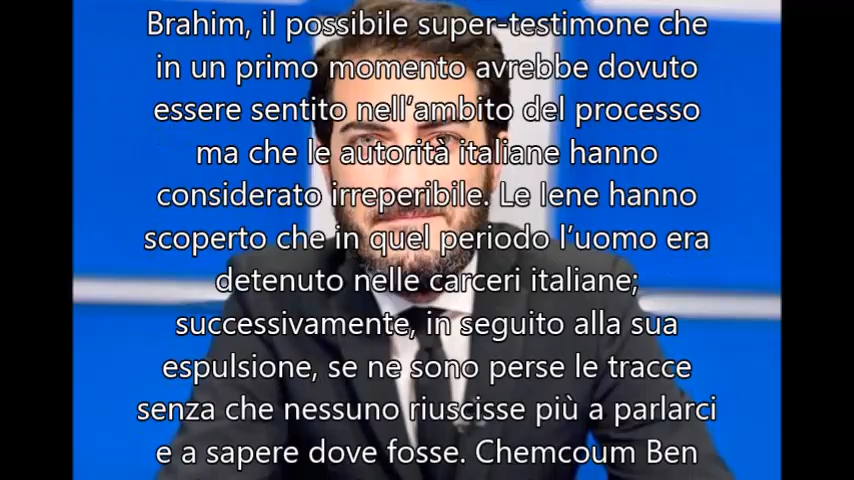 Brahim, il possibile super-testimone che
in un primo momento avrebbe dovuto
essere sentito nell'ambito del processo
ma che le autorità italiane hanno
considerato irreperibile. Le Iene hanno
scoperto che in quel periodo l'uomo era
detenuto nelle carceri italiane;
successivamente, in seguito alla sua
espulsione, se ne sono perse le tracce
senza che nessuno riuscisse più a parlarci
e a sapere dove fosse. Chemcoum Ben